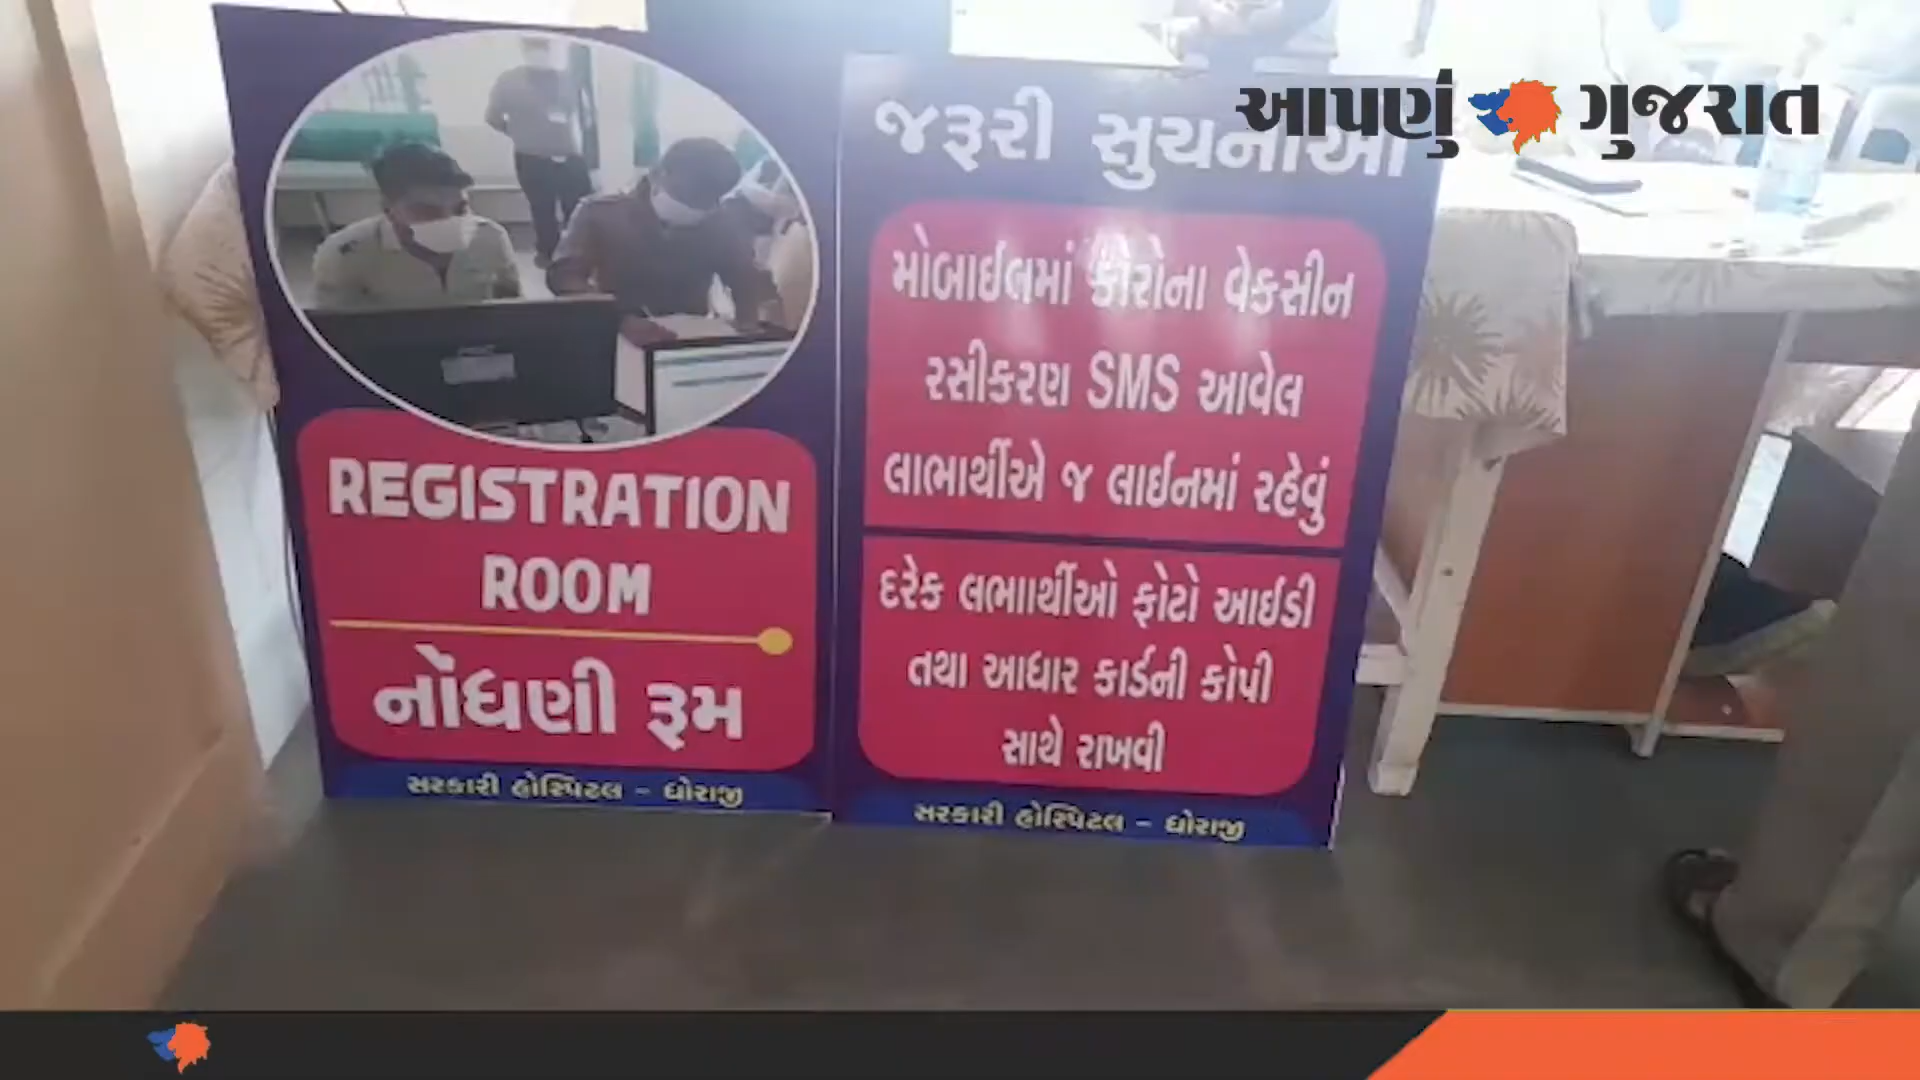 આપણું ગુજરાત
REGISTRATION
ROOM
નોંધણી રૂમ
સરકારી હોસ્પિટલ - ધોરાજી
જરૂરી સુચનાઓ
મોબાઈલમાં કોરોના વેકસીન
રસીકરણ SMS આવેલ
લાભાર્થીએ જ લાઈનમાં રહેવું
દરેક લભાાર્થીઓ ફોટો આઈડી
તથા આધાર કાર્ડની કોપી
સાથે રાખવી
સરકારી હોસ્પિટલ - ધોરાજી